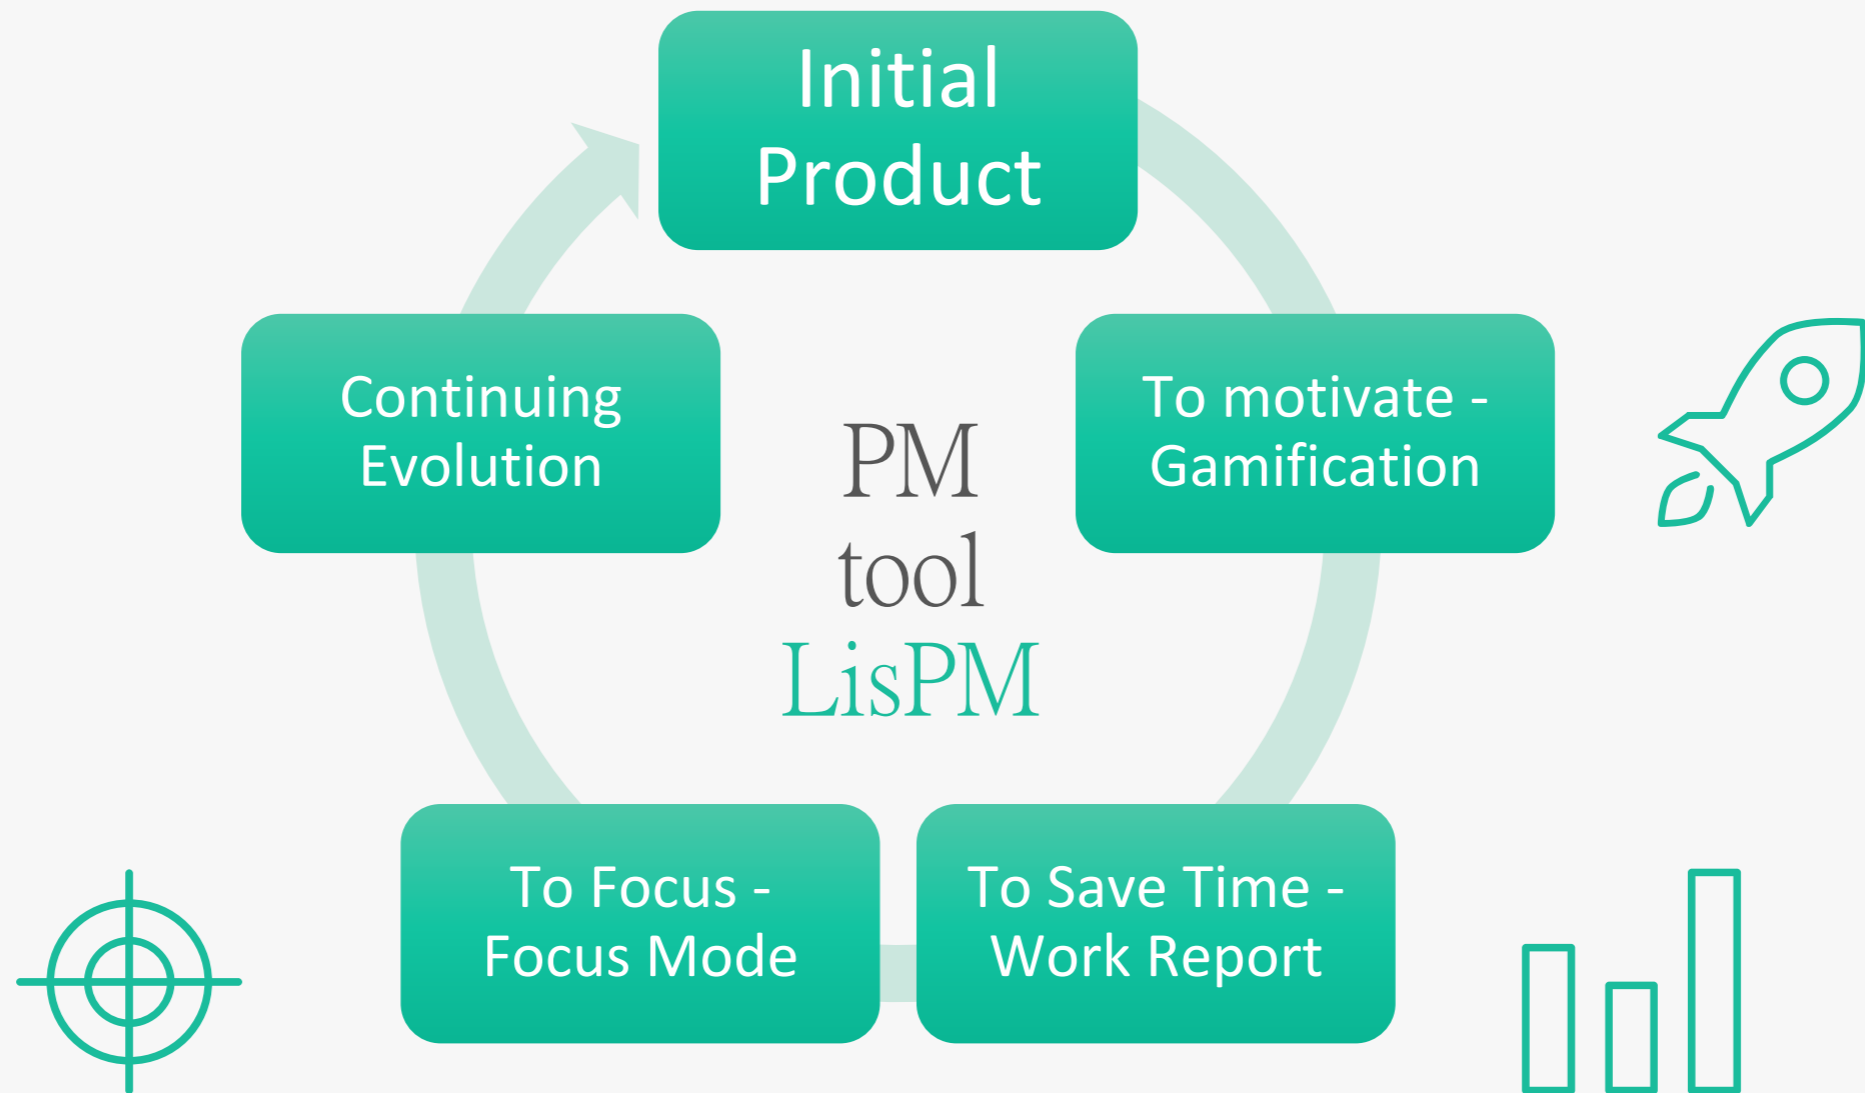 Initial
Product
To motivate -
Gamification
To Save Time -
Work Report
To Focus -
Focus Mode
Continuing
Evolution
PM
tool
LisPM